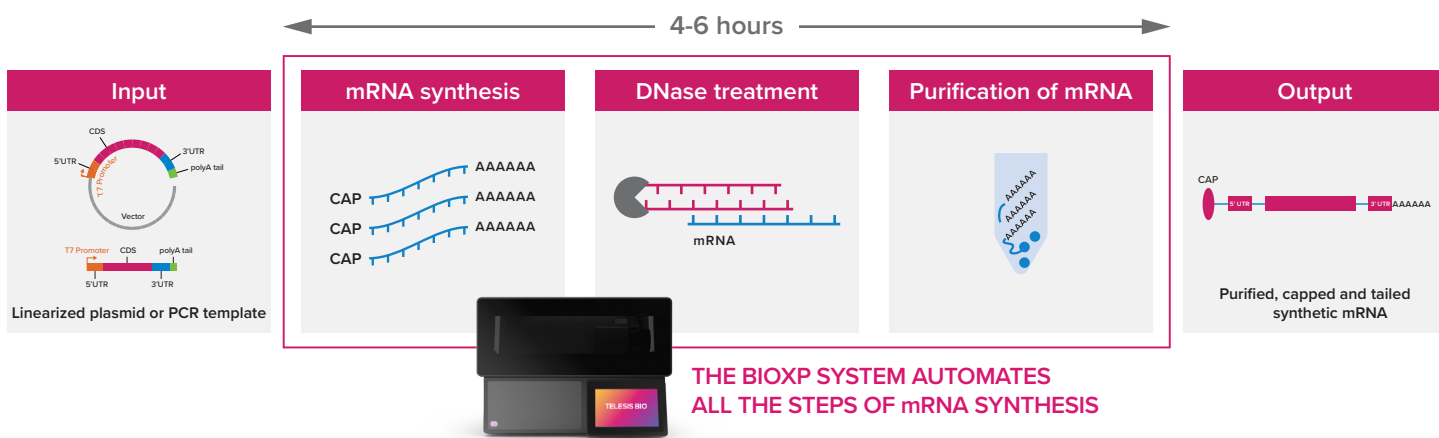 4-6 hours
Input
mRNA synthesis
DNase treatment
Purification of mRNA
Output
CDS
5'UTR
3'UTR
T7 Promoter
polyA tail
Vector
T7 Promoter
CDS
polyA tail
5'UTR
3'UTR
Linearized plasmid or PCR template
CAP AAAAAA
CAP AAAAAA
CAP AAAAAA
mRNA
AAAAAA
AAAAAA
AAAAAA
CAP
5' UTR
3' UTR AAAAAA
Purified, capped and tailed
synthetic mRNA
TELESIS BIO
THE BIOXP SYSTEM AUTOMATES
ALL THE STEPS OF mRNA SYNTHESIS